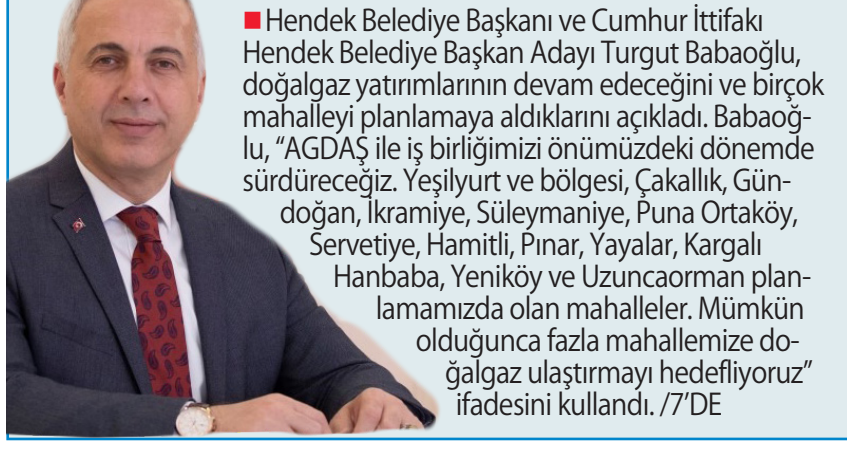 ■ Hendek Belediye Başkanı ve Cumhur İttifakı
Hendek Belediye Başkan Adayı Turgut Babaoğlu,
doğalgaz yatırımlarının devam edeceğini ve birçok
mahalleyi planlamaya aldıklarını açıkladı. Babaoğ-
lu, “AGDAŞ ile iş birliğimizi önümüzdeki dönemde
sürdüreceğiz. Yeşilyurt ve bölgesi, Çakallık, Gün-
doğan, İkramiye, Süleymaniye, Puna Ortaköy,
Servetiye, Hamitli, Pınar, Yayalar, Kargalı
Hanbaba, Yeniköy ve Uzuncaorman plan-
lamamızda olan mahalleler. Mümkün
olduğunca fazla mahallemize do-
ğalgaz ulaştırmayı hedefliyoruz”
ifadesini kullandı. /7’DE